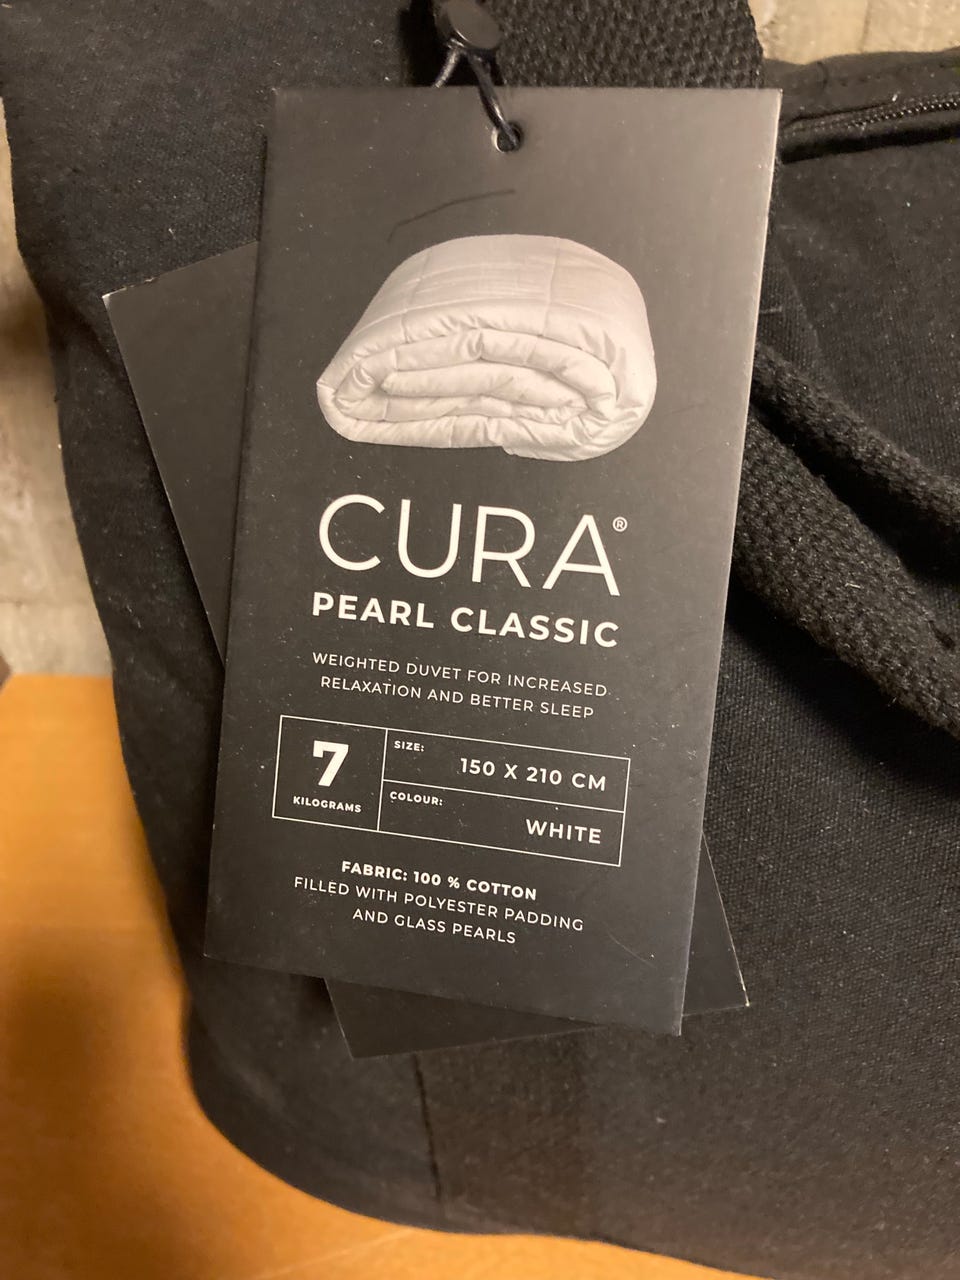 CURA®
PEARL CLASSIC
WEIGHTED DUVET FOR INCREASED
RELAXATION AND BETTER SLEEP
7
KILOGRAMS
SIZE:
150 X 210 CM
COLOUR:
WHITE
FABRIC: 100 % COTTON
FILLED WITH POLYESTER PADDING
AND GLASS PEARLS